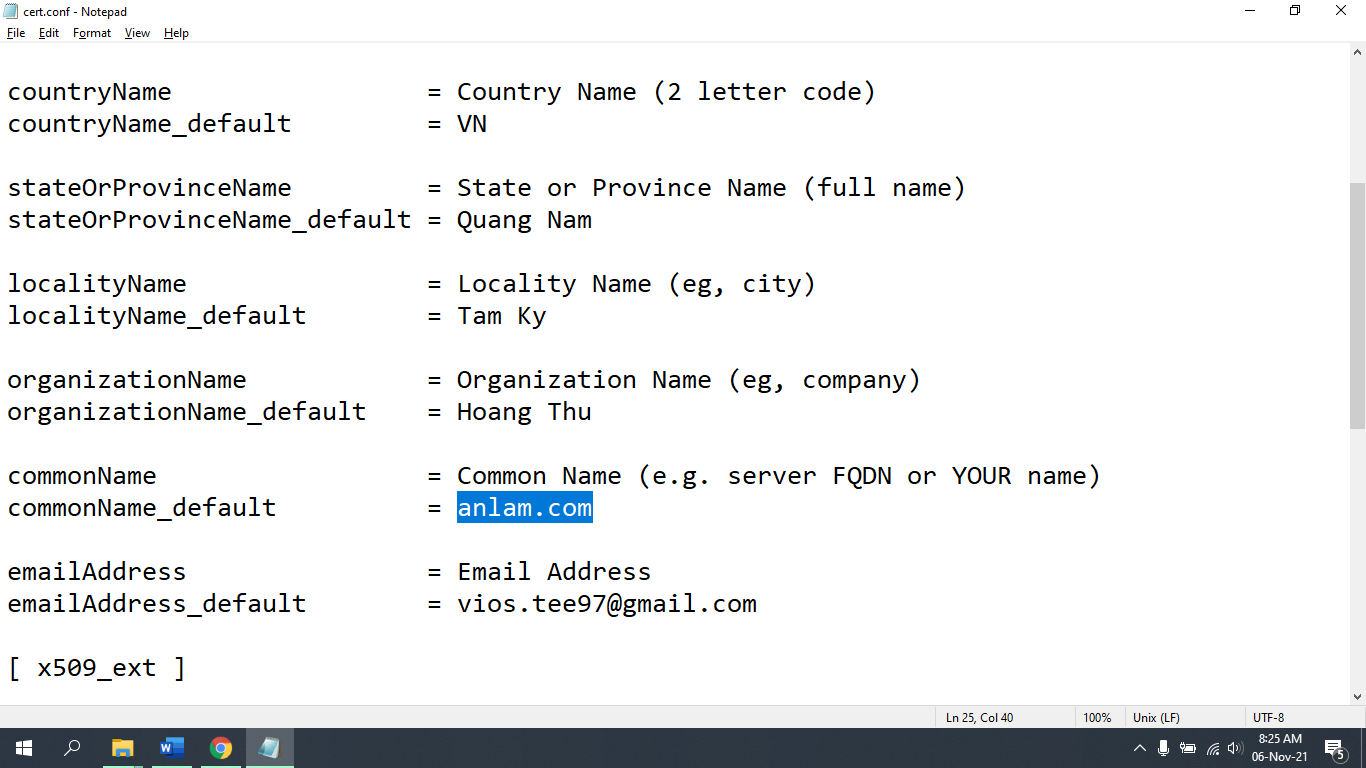 cert.conf - Notepad
File Edit Format View Help
countryName = Country Name (2 letter code)
countryName_default = VN
stateOrProvinceName = State or Province Name (full name)
stateOrProvinceName_default = Quang Nam
localityName = Locality Name (eg, city)
localityName_default = Tam Ky
organizationName = Organization Name (eg, company)
organizationName_default = Hoang Thu
commonName = Common Name (e.g. server FQDN or YOUR name)
commonName_default = anlam.com
emailAddress = Email Address
emailAddress_default = vios.tee97@gmail.com
[ x509_ext ]
Ln 25, Col 40 100% Unix (LF) UTF-8
8:25 AM
06-Nov-21
5